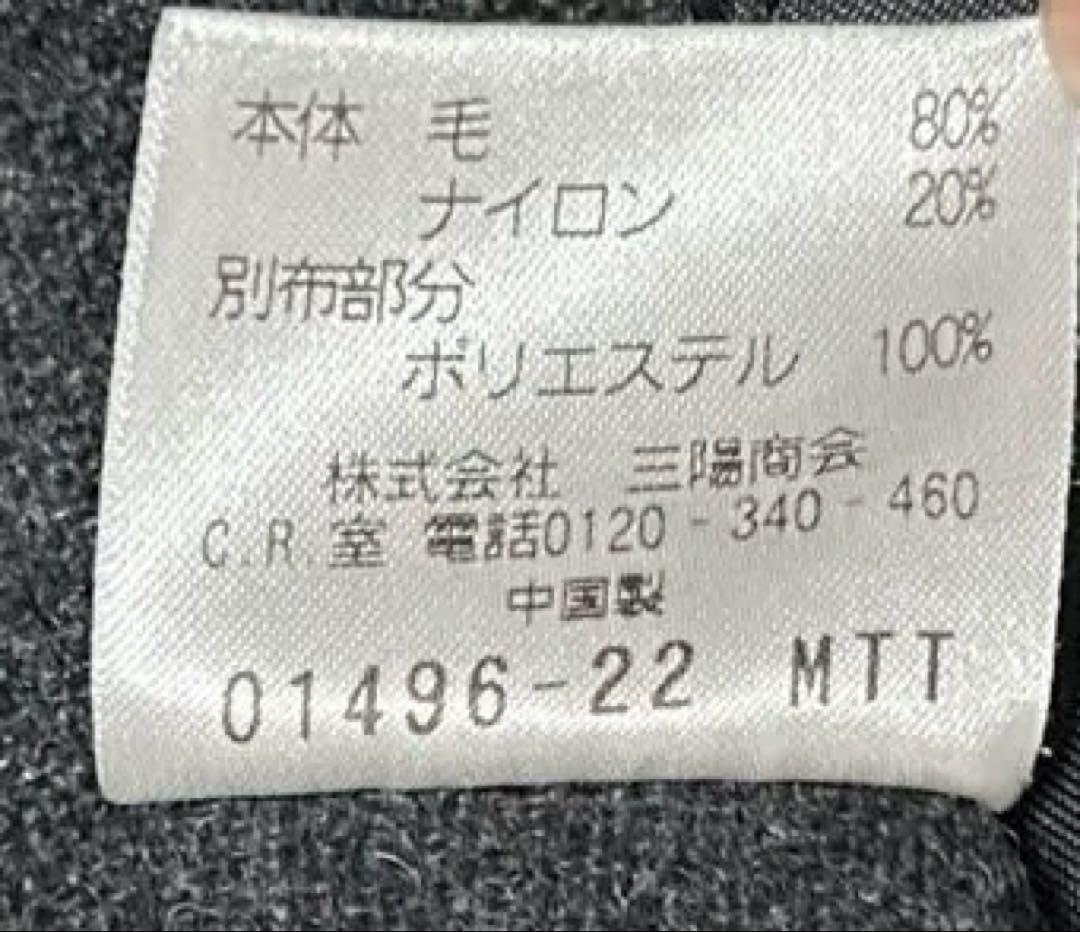 本体 毛 80%
ナイロン 20%
別布部分
ポリエステル 100%
株式会社 三陽商会
C.R.室 電話0120-340-460
中国製
01496-22 MTT